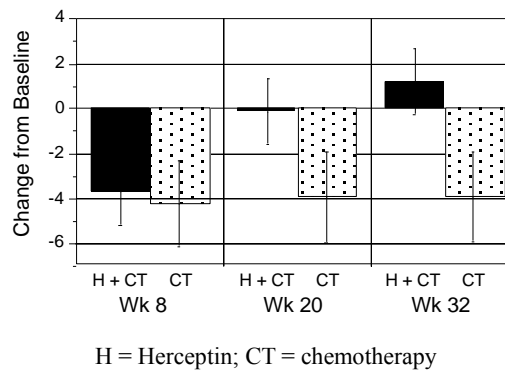 Change from Baseline
4
2
0
-2
-4
-6
H + CT CT H + CT CT H + CT CT
Wk 8 Wk 20 Wk 32
H = Herceptin; CT = chemotherapy